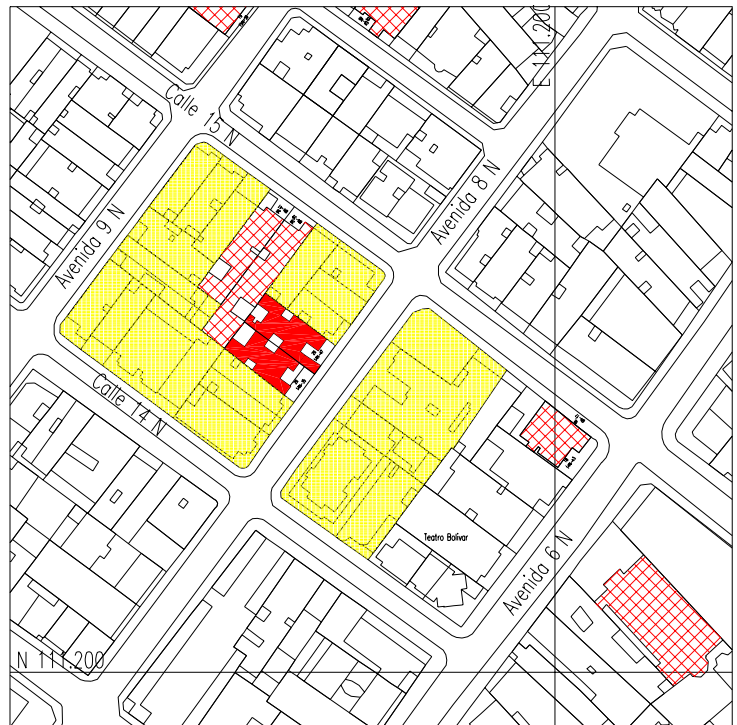 E 111.200
Calle 15 N
Avenida 8 N
Avenida 9 N
Calle 14 N
Teatro Bolívar
Avenida 6 N
N 111.200